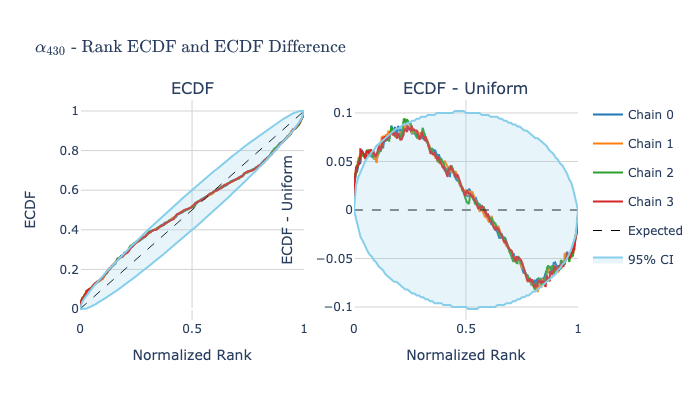 α430 - Rank ECDF and ECDF Difference
ECDF
ECDF - Uniform
1
0.8
0.6
0.4
0.2
0
ECDF
0
0.5
1
Normalized Rank
0.1
0.05
0
−0.05
−0.1
ECDF - Uniform
0
0.5
1
Normalized Rank
Chain 0
Chain 1
Chain 2
Chain 3
Expected
95% CI